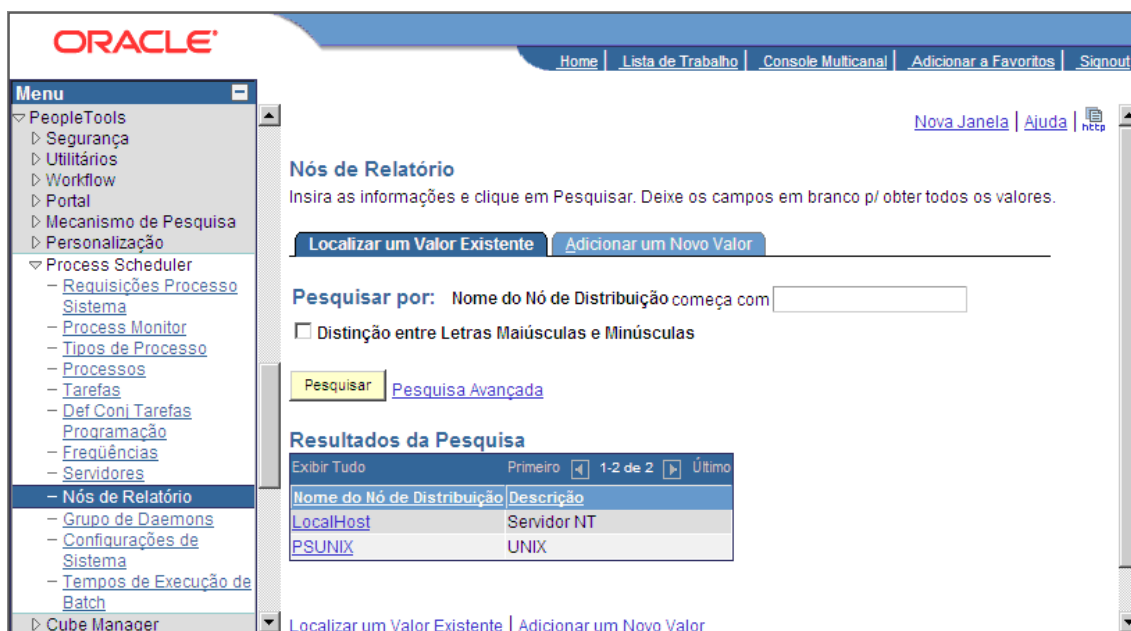 ORACLE®
Home | Lista de Trabalho | Console Multicanal | Adicionar a Favoritos | Signout
Menu
PeopleTools
Segurança
Utilitários
Workflow
Portal
Mecanismo de Pesquisa
Personalização
Process Scheduler
– Requisições Processo
Sistema
– Process Monitor
– Tipos de Processo
– Processos
– Tarefas
– Def Conj Tarefas
Programação
– Freqüências
– Servidores
– Nós de Relatório
– Grupo de Daemons
– Configurações de
Sistema
– Tempos de Execução de
Batch
Cube Manager
Nova Janela | Ajuda | http
Nós de Relatório
Insira as informações e clique em Pesquisar. Deixe os campos em branco p/ obter todos os valores.
Localizar um Valor Existente Adicionar um Novo Valor
Pesquisar por: Nome do Nó de Distribuição começa com
Distinção entre Letras Maiúsculas e Minúsculas
Pesquisar Pesquisa Avançada
Resultados da Pesquisa
Exibir Tudo Primeiro 1-2 de 2 Último
Nome do Nó de Distribuição Descrição
LocalHost Servidor NT
PSUNIX UNIX
Localizar um Valor Existente | Adicionar um Novo Valor